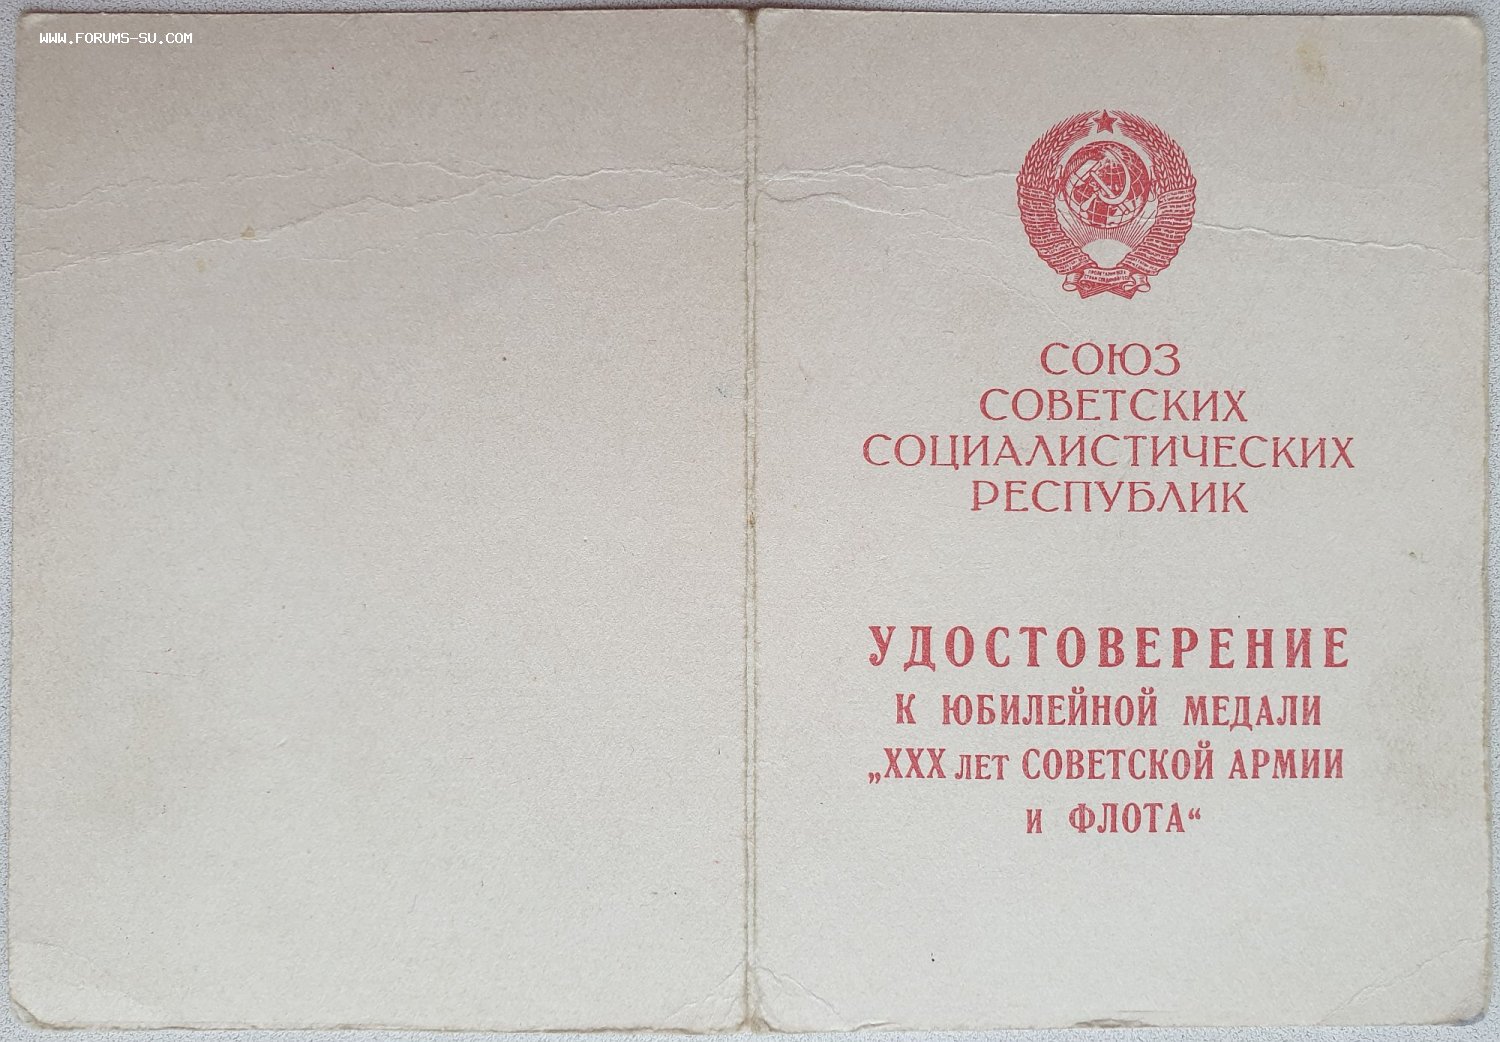 WWW.FORUMS-SU.COM
СОЮЗ
СОВЕТСКИХ
СОЦИАЛИСТИЧЕСКИХ
РЕСПУБЛИК
УДОСТОВЕРЕНИЕ
К ЮБИЛЕЙНОЙ МЕДАЛИ
„XXX ЛЕТ СОВЕТСКОЙ АРМИИ
И ФЛОТА“